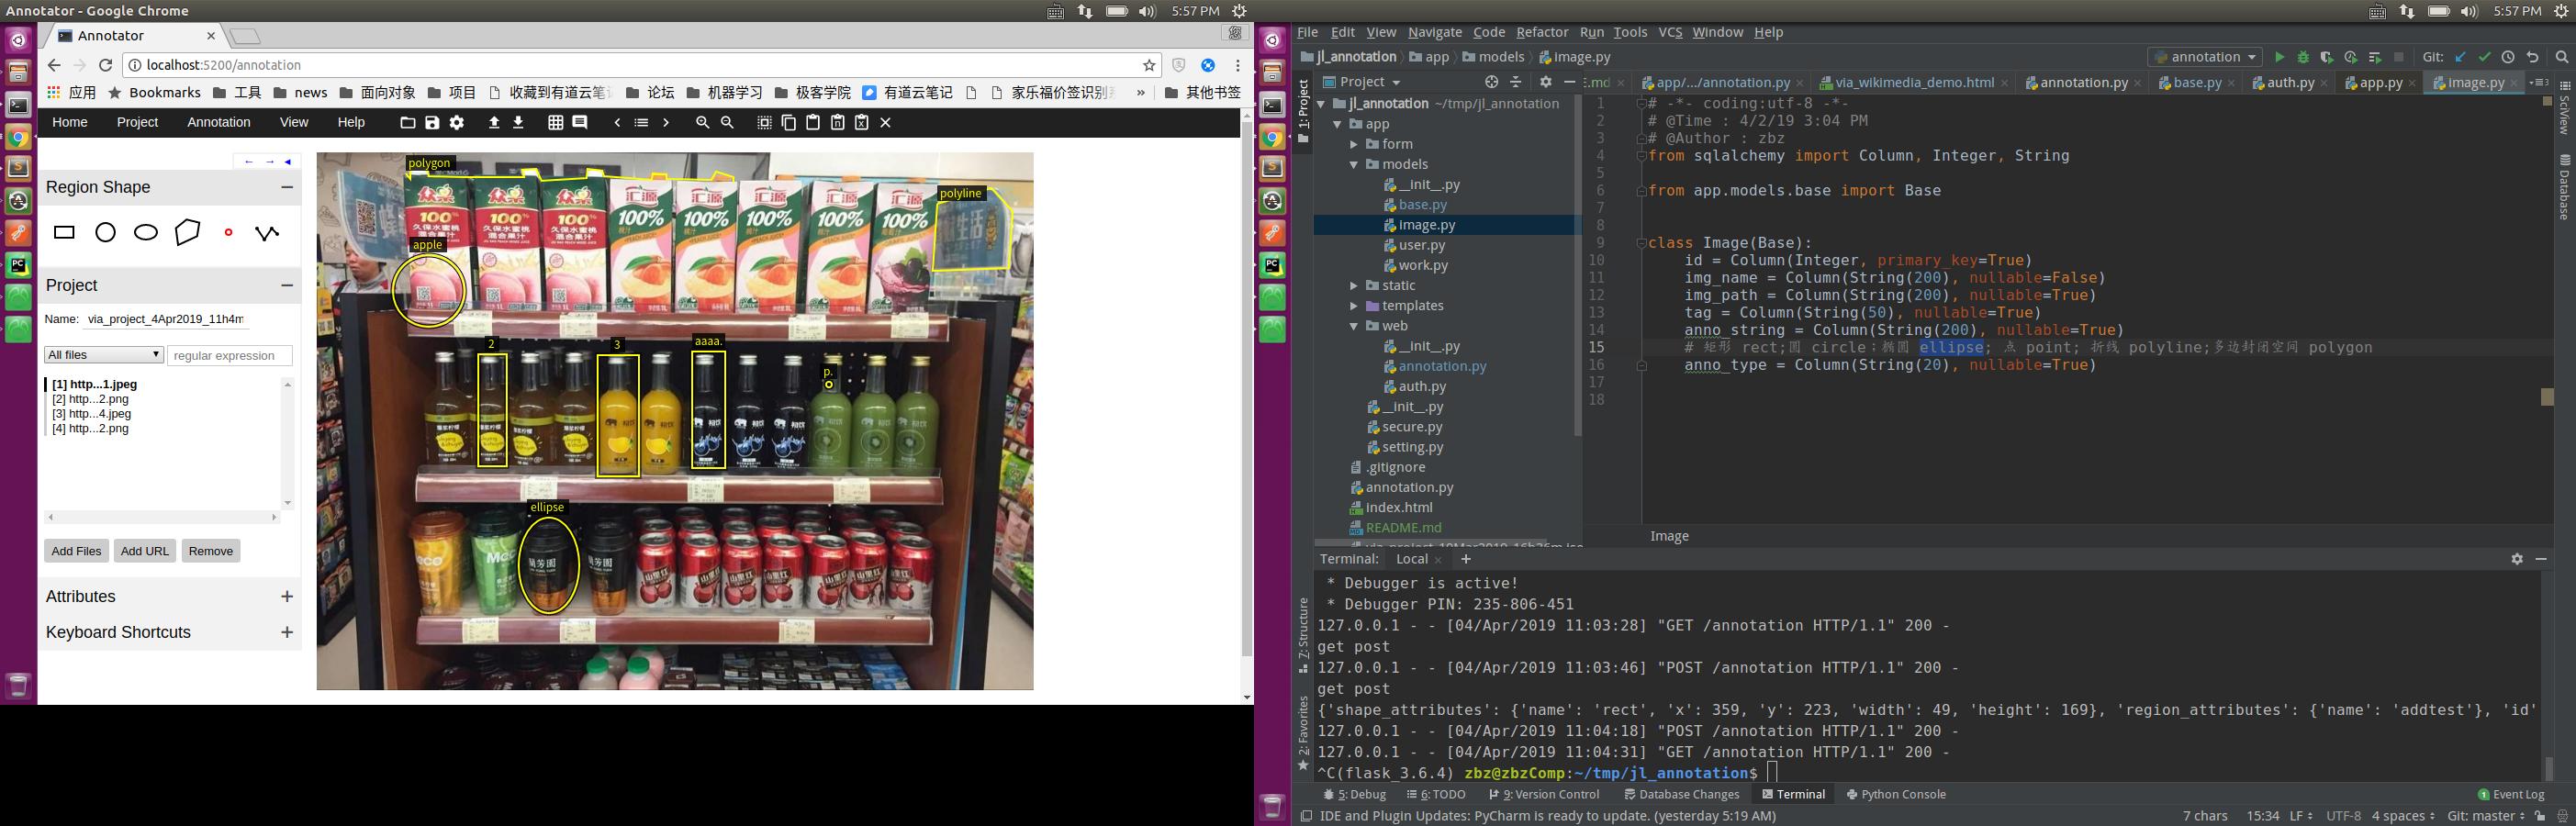 Annotator - Google Chrome
5:57 PM
Annotator
localhost:5200/annotation
应用 Bookmarks 工具 news 面向对象 项目 收藏到有道云笔记 论坛 机器学习 极客学院 有道云笔记 家乐福价签识别 » 其他书签
Home Project Annotation View Help
Region Shape
Project
Name: via_project_4Apr2019_11h4m
All files regular expression
[1] http...1.jpeg
[2] http...2.png
[3] http...4.jpeg
[4] http...2.png
Add Files Add URL Remove
Attributes
Keyboard Shortcuts
polygon
polyline
汇源
100%
100%
久保水蜜桃
混合果汁
生活
apple
2
3
aaaa.
p.
ellipse
5:57 PM
File Edit View Navigate Code Refactor Run Tools VCS Window Help
jl_annotation app models image.py
annotation Git:
Project
E.md app/.../annotation.py via_wikimedia_demo.html annotation.py base.py auth.py app.py image.py
1: Project
jl_annotation ~/tmp/jl_annotation
app
form
models
__init__.py
base.py
image.py
user.py
work.py
static
templates
web
__init__.py
annotation.py
auth.py
__init__.py
secure.py
setting.py
.gitignore
annotation.py
Index.html
README.md
1 # -*- coding:utf-8 -*-
2 # @Time : 4/2/19 3:04 PM
3 # @Author : zbz
4 from sqlalchemy import Column, Integer, String
5
6 from app.models.base import Base
7
8
9 class Image(Base):
10 id = Column(Integer, primary_key=True)
11 img_name = Column(String(200), nullable=False)
12 img_path = Column(String(200), nullable=True)
13 tag = Column(String(50), nullable=True)
14 anno_string = Column(String(200), nullable=True)
15 # 矩形 rect;圆 circle;椭圆 ellipse; 点 point; 折线 polyline;多边封闭空间 polygon
16 anno_type = Column(String(20), nullable=True)
17
18
Image
SciView
Database
Terminal: Local +
* Debugger is active!
* Debugger PIN: 235-806-451
127.0.0.1 - - [04/Apr/2019 11:03:28] "GET /annotation HTTP/1.1" 200 -
get post
127.0.0.1 - - [04/Apr/2019 11:03:46] "POST /annotation HTTP/1.1" 200 -
get post
{'shape_attributes': {'name': 'rect', 'x': 359, 'y': 223, 'width': 49, 'height': 169}, 'region_attributes': {'name': 'addtest'}, 'id'
127.0.0.1 - - [04/Apr/2019 11:04:18] "POST /annotation HTTP/1.1" 200 -
127.0.0.1 - - [04/Apr/2019 11:04:31] "GET /annotation HTTP/1.1" 200 -
^C(flask_3.6.4) zbz@zbzComp:~/tmp/jl_annotation$
7: Structure
2: Favorites
5: Debug 6: TODO 9: Version Control Database Changes Terminal Python Console 1 Event Log
IDE and Plugin Updates: PyCharm is ready to update. (yesterday 5:19 AM) 7 chars 15:34 LF UTF-8 4 spaces Git: master